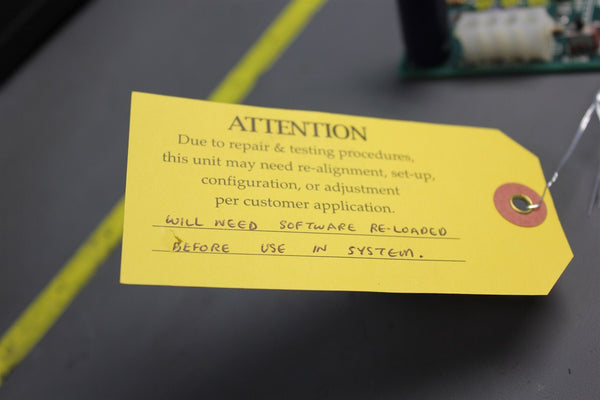 ATTENTION
Due to repair & testing procedures,
this unit may need re-alignment, set-up,
configuration, or adjustment
per customer application.
WILL NEED SOFTWARE RE-LOADED
BEFORE USE IN SYSTEM.